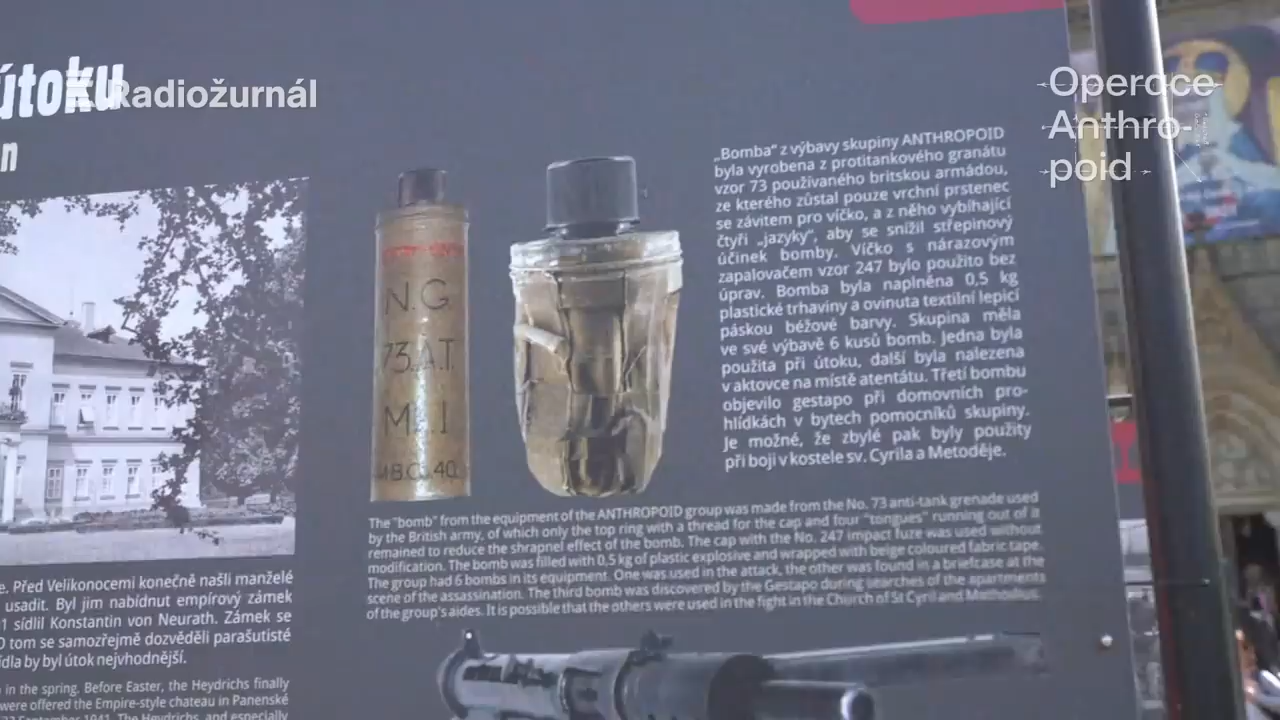 útoku
n
Radiožurnál
Operace
Anthro-
poid
N.G
73.A.T
MK.I
„Bomba“ z výbavy skupiny ANTHROPOID
byla vyrobena z protitankového granátu
vzor 73 používaného britskou armádou,
ze kterého zůstal pouze vrchní prstenec
se závitem pro víčko, a z něho vybíhající
čtyři „jazyky“, aby se snížil střepinový
účinek bomby. Víčko s nárazovým
zapalovačem vzor 247 bylo použito bez
úprav. Bomba byla naplněna 0,5 kg
plastické trhaviny a ovinuta textilní lepicí
páskou béžové barvy. Skupina měla
ve své výbavě 6 kusů bomb. Jedna byla
použita při útoku, další byla nalezena
v aktovce na místě atentátu. Třetí bombu
objevilo gestapo při domovních pro-
hlídkách v bytech pomocníků skupiny.
Je možné, že zbylé pak byly použity
při boji v kostele sv. Cyrila a Metoděje.
The "bomb" from the equipment of the ANTHROPOID group was made from the No. 73 anti-tank grenade used
by the British army, of which only the top ring with a thread for the cap and four "tongues" running out of it
remained to reduce the shrapnel effect of the bomb. The cap with the No. 247 impact fuze was used without
modification. The bomb was filled with 0,5 kg of plastic explosive and wrapped with beige coloured fabric tape.
The group had 6 bombs in its equipment. One was used in the attack, the other was found in a briefcase at the
scene of the assassination. The third bomb was discovered by the Gestapo during searches of the apartments
of the group's aides. It is possible that the others were used in the fight in the Church of St Cyril and Methodius.
e. Před Velikonocemi konečně našli manželé
usadit. Byl jim nabídnut empírový zámek
1 sídlil Konstantin von Neurath. Zámek se
O tom se samozřejmě dozvěděli parašutisté
ídla by byl útok nejvhodnější.
in the spring. Before Easter, the Heydrichs finally
were offered the Empire-style chateau in Panenské
September 1941. The Heydrichs, and especially